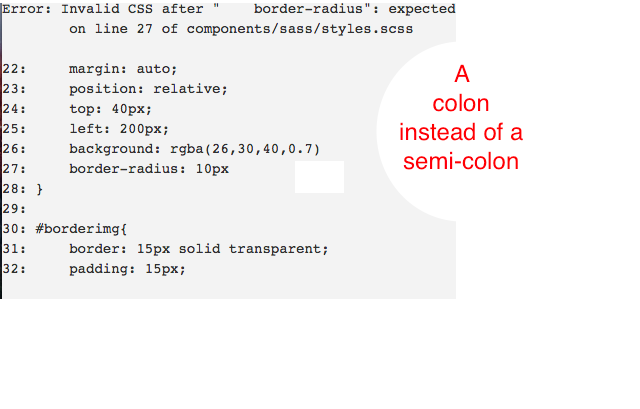 Error: Invalid CSS after "    border-radius": expected
        on line 27 of components/sass/styles.scss
22:     margin: auto;
23:     position: relative;
24:     top: 40px;
25:     left: 200px;
26:     background: rgba(26,30,40,0.7)
27:     border-radius: 10px
28: }
29:
30: #borderimg{
31:     border: 15px solid transparent;
32:     padding: 15px;
A
colon
instead of a
semi-colon